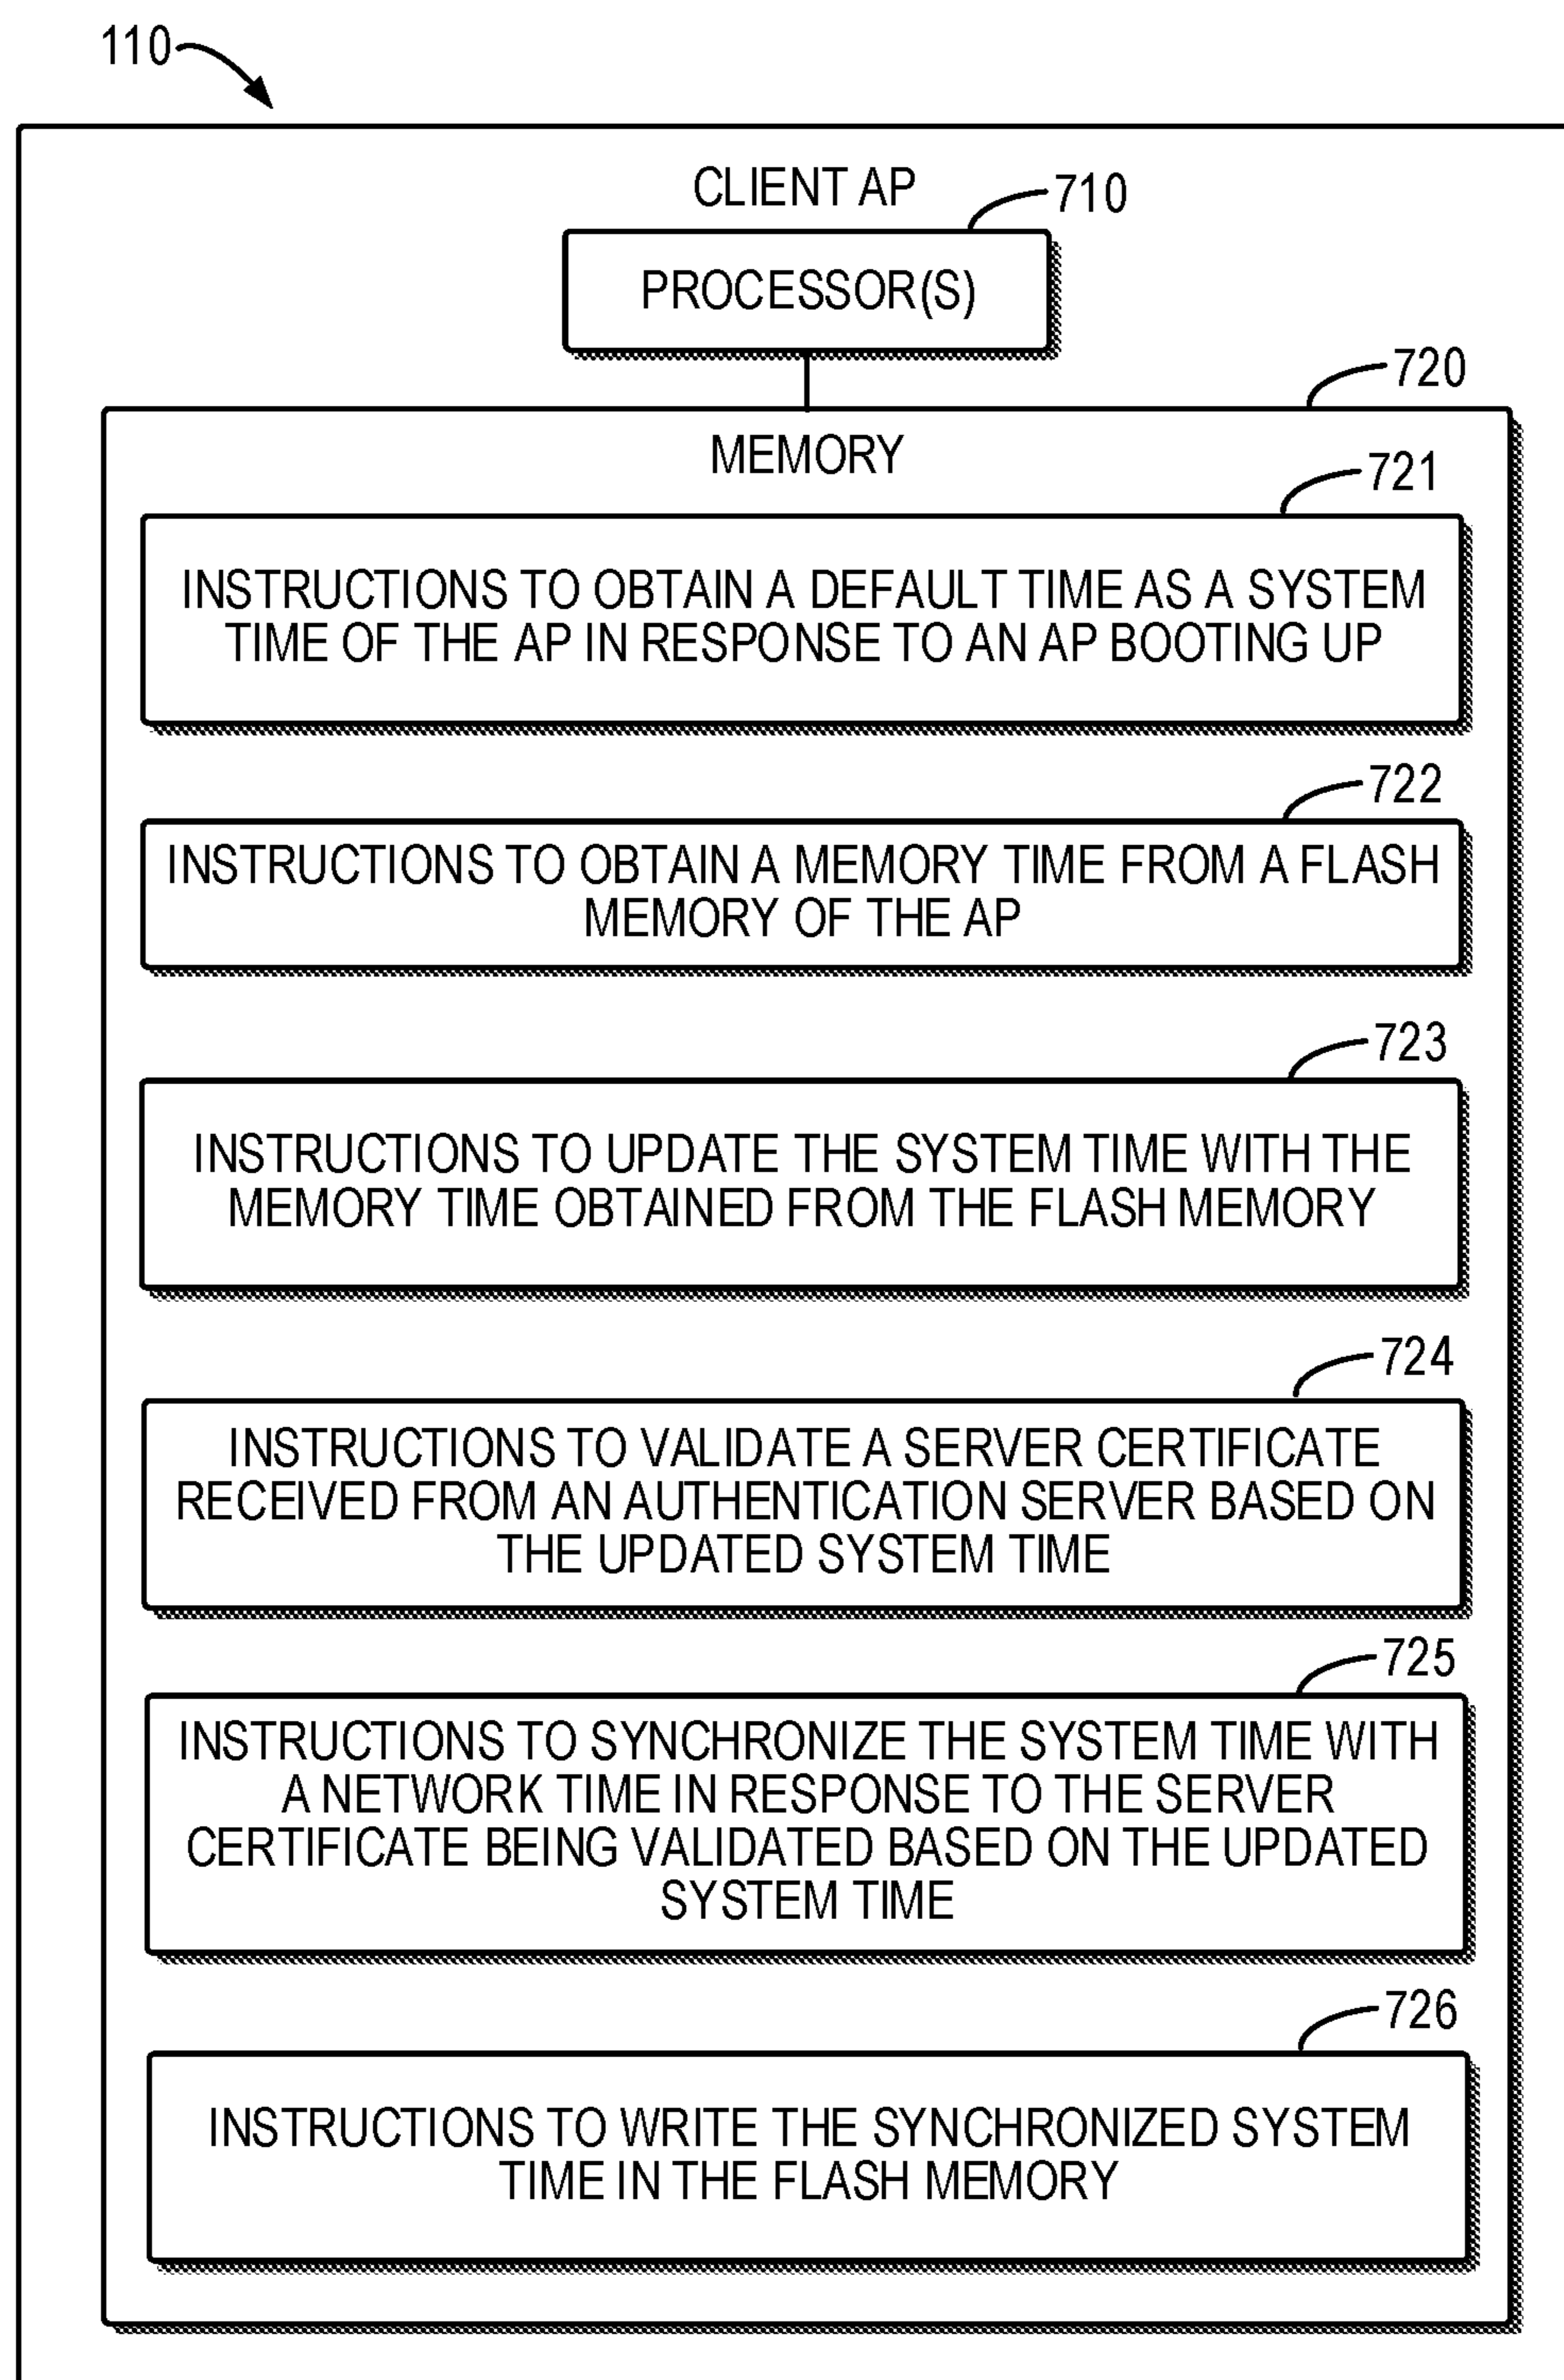 110
CLIENT AP
710
PROCESSOR(S)
720
MEMORY
721
INSTRUCTIONS TO OBTAIN A DEFAULT TIME AS A SYSTEM
TIME OF THE AP IN RESPONSE TO AN AP BOOTING UP
722
INSTRUCTIONS TO OBTAIN A MEMORY TIME FROM A FLASH
MEMORY OF THE AP
723
INSTRUCTIONS TO UPDATE THE SYSTEM TIME WITH THE
MEMORY TIME OBTAINED FROM THE FLASH MEMORY
724
INSTRUCTIONS TO VALIDATE A SERVER CERTIFICATE
RECEIVED FROM AN AUTHENTICATION SERVER BASED ON
THE UPDATED SYSTEM TIME
725
INSTRUCTIONS TO SYNCHRONIZE THE SYSTEM TIME WITH
A NETWORK TIME IN RESPONSE TO THE SERVER
CERTIFICATE BEING VALIDATED BASED ON THE UPDATED
SYSTEM TIME
726
INSTRUCTIONS TO WRITE THE SYNCHRONIZED SYSTEM
TIME IN THE FLASH MEMORY